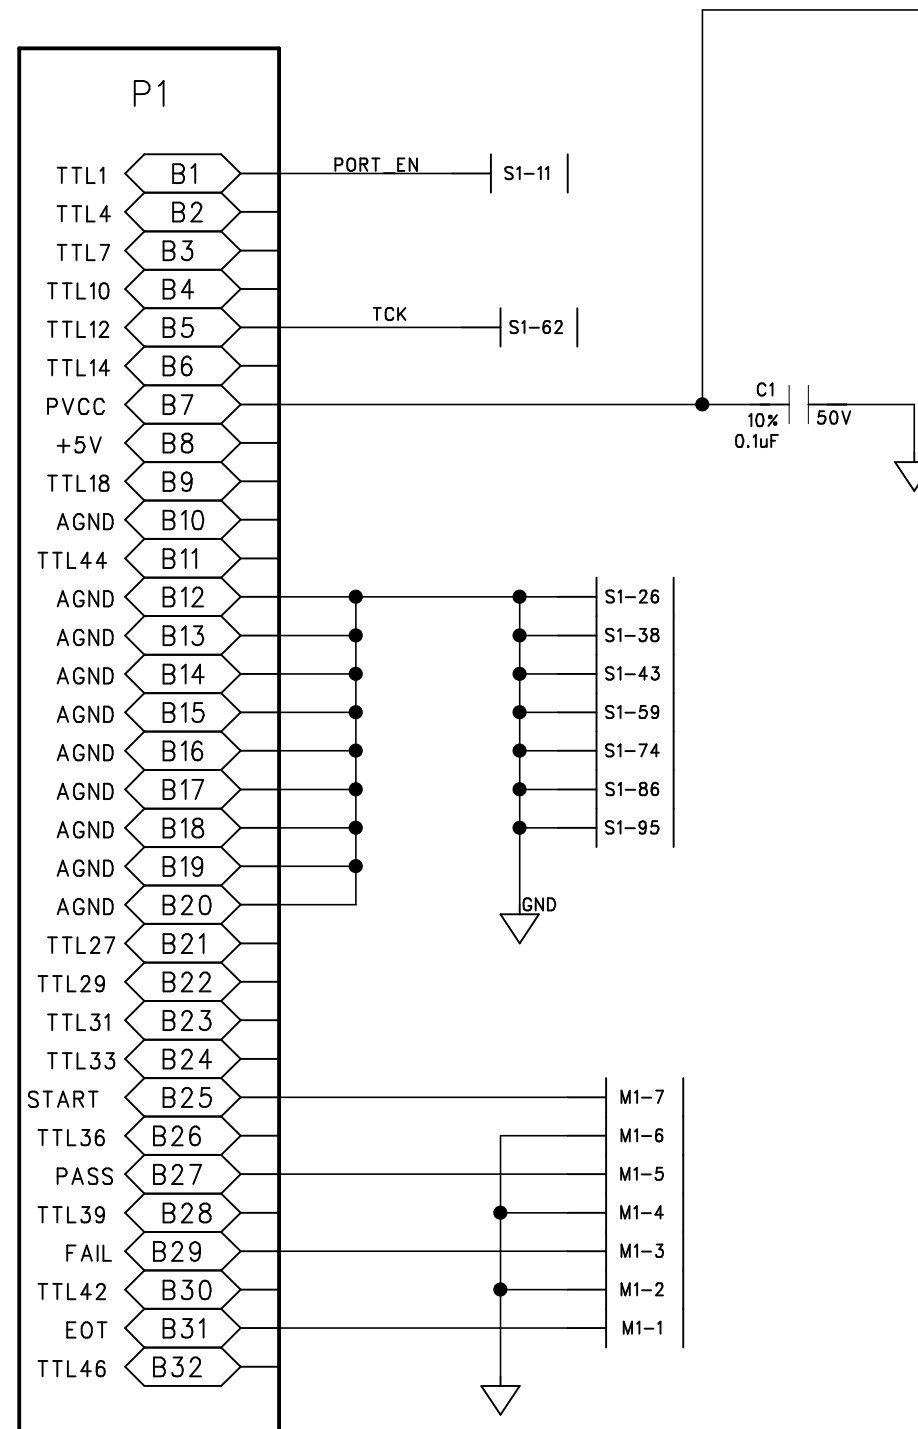 P1
TTL1 B1 PORT_EN S1-11
TTL4 B2
TTL7 B3
TTL10 B4
TTL12 B5 TCK S1-62
TTL14 B6
PVCC B7 C1
10% 50V
0.1uF
+5V B8
TTL18 B9
AGND B10
TTL44 B11
AGND B12 S1-26
AGND B13 S1-38
AGND B14 S1-43
AGND B15 S1-59
AGND B16 S1-74
AGND B17 S1-86
AGND B18 S1-95
AGND B19
AGND B20 GND
TTL27 B21
TTL29 B22
TTL31 B23
TTL33 B24
START B25 M1-7
TTL36 B26 M1-6
PASS B27 M1-5
TTL39 B28 M1-4
FAIL B29 M1-3
TTL42 B30 M1-2
EOT B31 M1-1
TTL46 B32